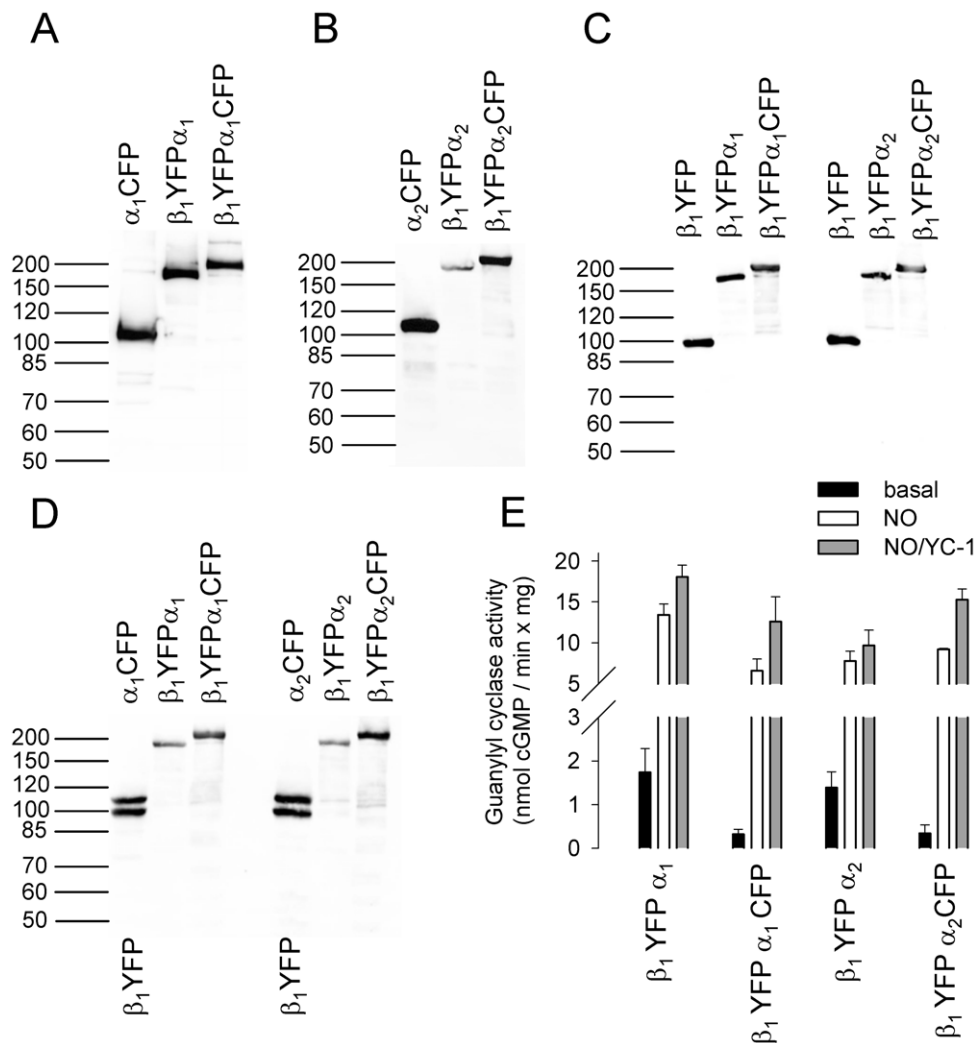 A
α₁CFP
β₁YFPα₁
β₁YFPα₁CFP
200
150
120
100
85
70
60
50
B
α₂CFP
β₁YFPα₂
β₁YFPα₂CFP
200
150
120
100
85
70
60
50
C
β₁YFP
β₁YFPα₁
β₁YFPα₁CFP
β₁YFP
β₁YFPα₂
β₁YFPα₂CFP
200
150
120
100
85
70
60
50
D
α₁CFP
β₁YFPα₁
β₁YFPα₁CFP
α₂CFP
β₁YFPα₂
β₁YFPα₂CFP
200
150
120
100
85
70
60
50
β₁YFP
β₁YFP
E
basal
NO
NO/YC-1
Guanylyl cyclase activity
(nmol cGMP / min x mg)
20
15
10
5
3
2
1
0
β₁ YFP α₁
β₁ YFP α₁ CFP
β₁ YFP α₂
β₁ YFP α₂CFP